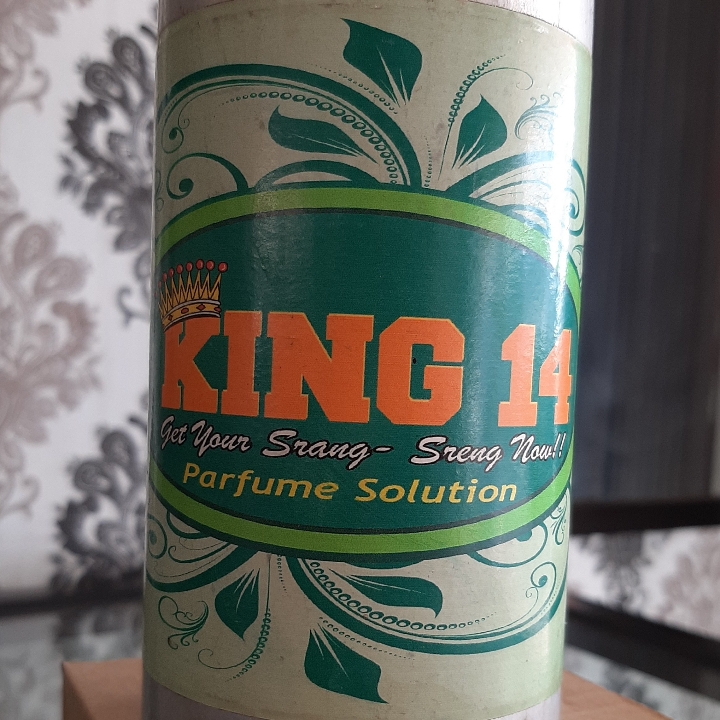 KING 14
Get Your Srang- Sreng Now!!
Parfume Solution